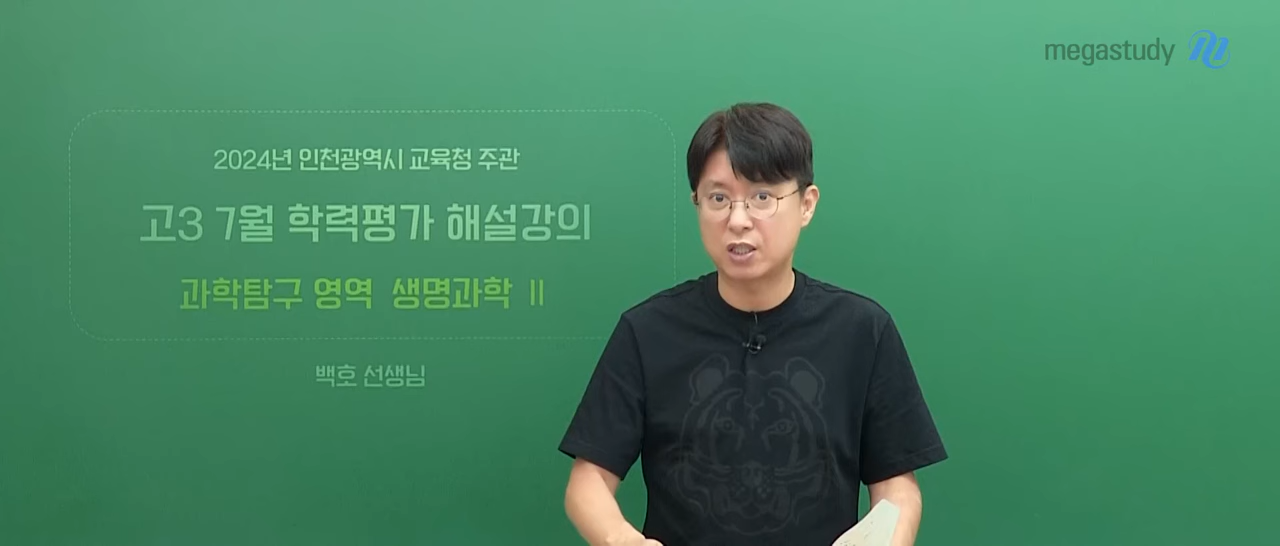 megastudy
2024년 인천광역시 교육청 주관
고3 7월 학력평가 해설강의
과학탐구 영역 생명과학 II
백호 선생님